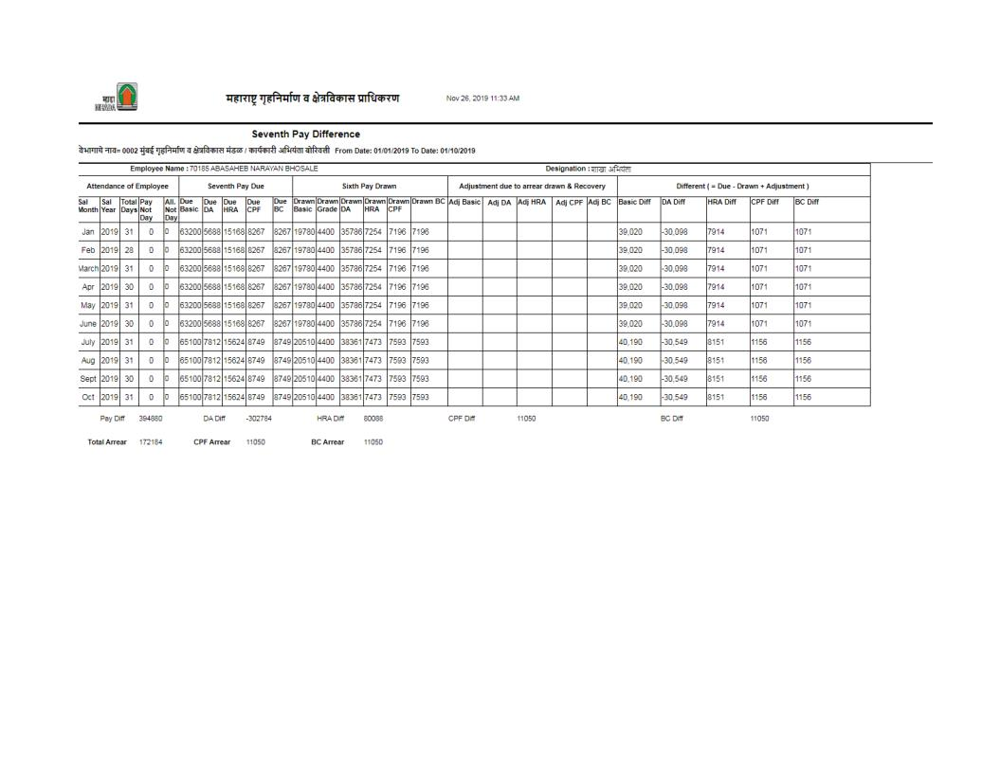 म्हाडा
MHADA
महाराष्ट्र गृहनिर्माण व क्षेत्रविकास प्राधिकरण Nov 26, 2019 11:33 AM
Seventh Pay Difference
वेभागाचे नाव= 0002 मुंबई गृहनिर्माण व क्षेत्रविकास मंडळ / कार्यकारी अभियंता बोरिवली From Date: 01/01/2019 To Date: 01/10/2019
Employee Name : 70185 ABASAHEB NARAYAN BHOSALE Designation : शाखा अभियंता
Attendance of Employee Seventh Pay Due Sixth Pay Drawn Adjustment due to arrear drawn & Recovery Different ( = Due - Drawn + Adjustment )
Sal Sal Total Pay All. Due Due Due Due Due Drawn Drawn Drawn Drawn Drawn Drawn BC Adj Basic Adj DA Adj HRA Adj CPF Adj BC Basic Diff DA Diff HRA Diff CPF Diff BC Diff
Month Year Days Not Not Basic DA HRA CPF BC Basic Grade DA HRA CPF
Day Day
Jan 2019 31 0 0 63200 5688 15168 8267 8267 19780 4400 35786 7254 7196 7196 39,020 -30,098 7914 1071 1071
Feb 2019 28 0 0 63200 5688 15168 8267 8267 19780 4400 35786 7254 7196 7196 39,020 -30,098 7914 1071 1071
March 2019 31 0 0 63200 5688 15168 8267 8267 19780 4400 35786 7254 7196 7196 39,020 -30,098 7914 1071 1071
Apr 2019 30 0 0 63200 5688 15168 8267 8267 19780 4400 35786 7254 7196 7196 39,020 -30,098 7914 1071 1071
May 2019 31 0 0 63200 5688 15168 8267 8267 19780 4400 35786 7254 7196 7196 39,020 -30,098 7914 1071 1071
June 2019 30 0 0 63200 5688 15168 8267 8267 19780 4400 35786 7254 7196 7196 39,020 -30,098 7914 1071 1071
July 2019 31 0 0 65100 7812 15624 8749 8749 20510 4400 38361 7473 7593 7593 40,190 -30,549 8151 1156 1156
Aug 2019 31 0 0 65100 7812 15624 8749 8749 20510 4400 38361 7473 7593 7593 40,190 -30,549 8151 1156 1156
Sept 2019 30 0 0 65100 7812 15624 8749 8749 20510 4400 38361 7473 7593 7593 40,190 -30,549 8151 1156 1156
Oct 2019 31 0 0 65100 7812 15624 8749 8749 20510 4400 38361 7473 7593 7593 40,190 -30,549 8151 1156 1156
Pay Diff 394880 DA Diff -302784 HRA Diff 80088 CPF Diff 11050 BC Diff 11050
Total Arrear 172184 CPF Arrear 11050 BC Arrear 11050